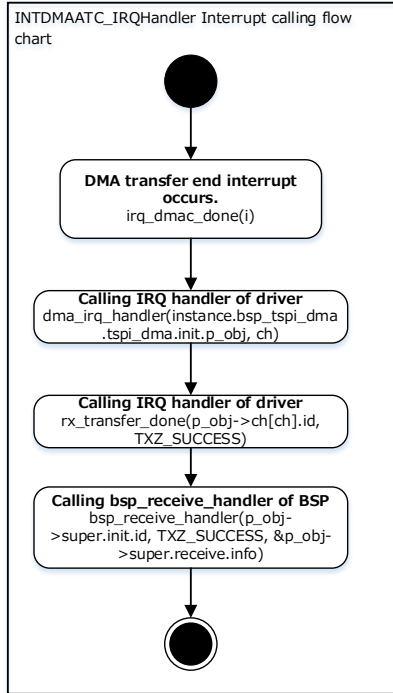 INTDMAATC_IRQHandler Interrupt calling flow
chart
DMA transfer end interrupt
occurs.
irq_dmac_done(i)
Calling IRQ handler of driver
dma_irq_handler(instance.bsp_tspi_dma
.tspi_dma.init.p_obj, ch)
Calling IRQ handler of driver
rx_transfer_done(p_obj->ch[ch].id,
TXZ_SUCCESS)
Calling bsp_receive_handler of BSP
bsp_receive_handler(p_obj-
>super.init.id, TXZ_SUCCESS, &p_obj-
>super.receive.info)